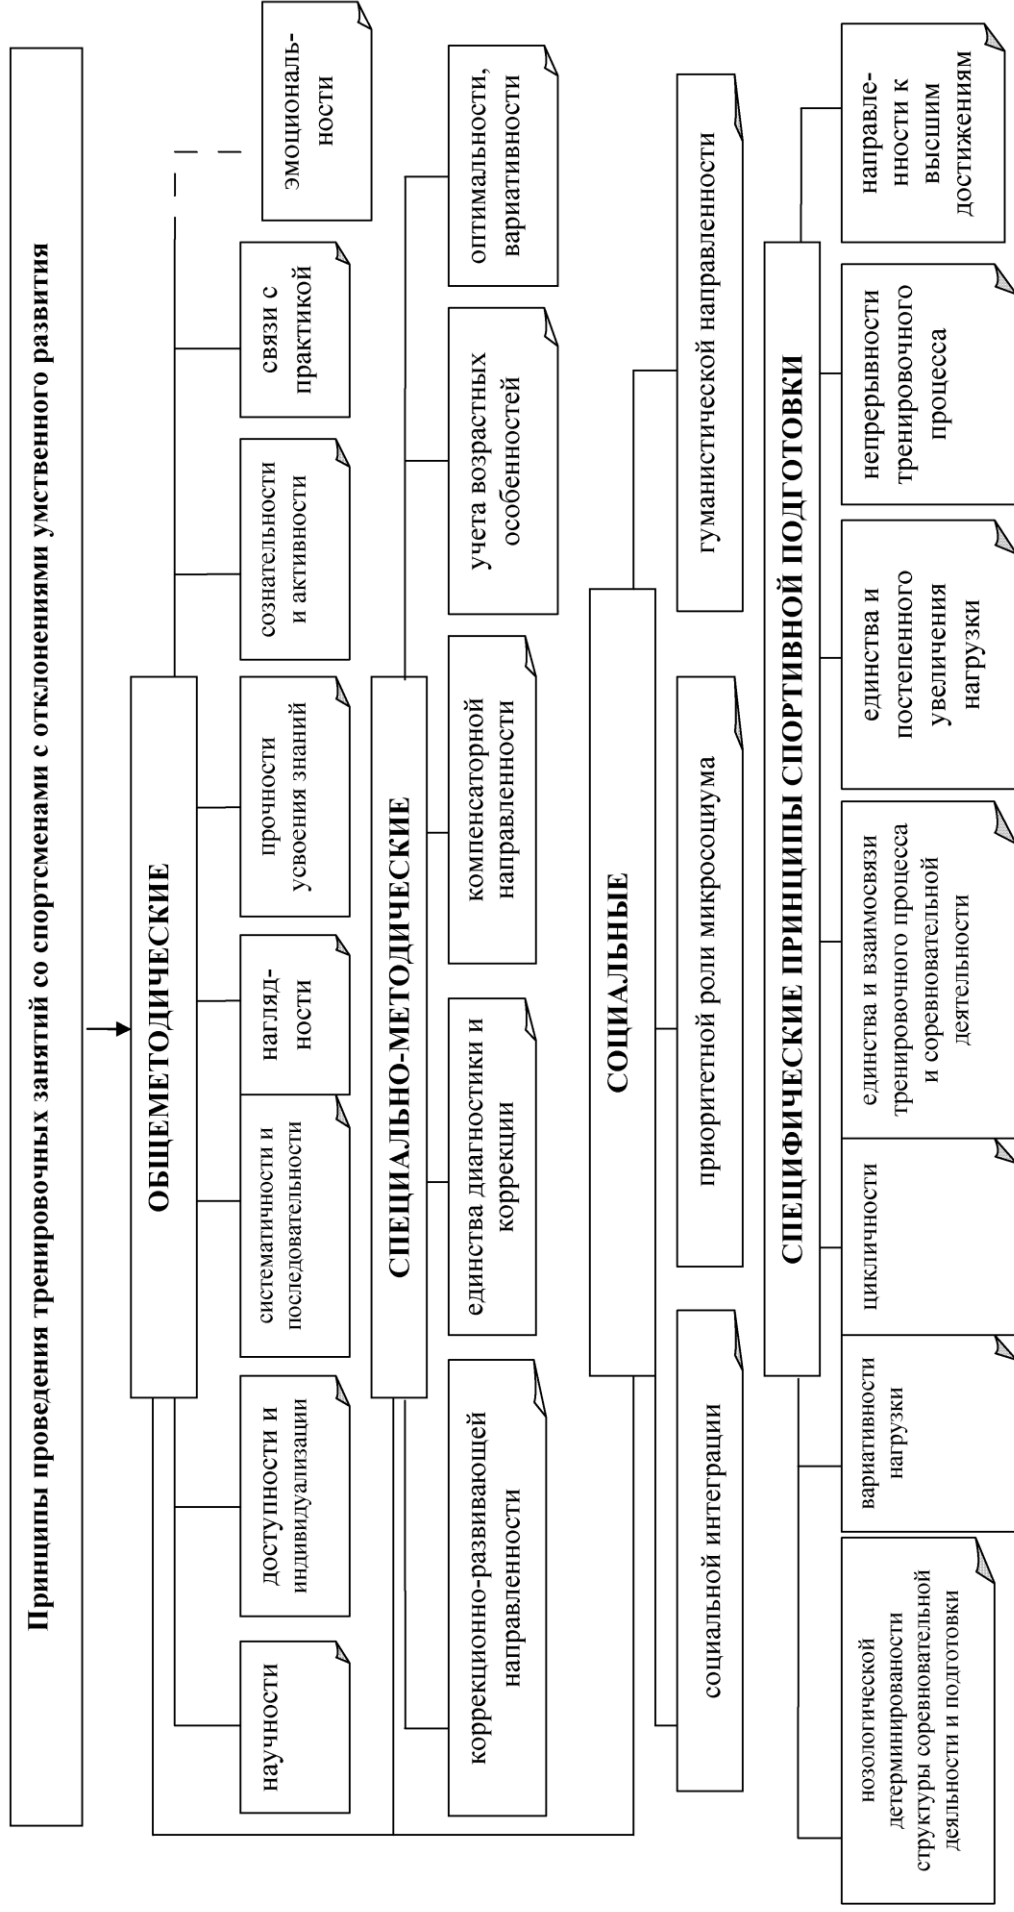 Принципы проведения тренировочных занятий со спортсменами с отклонениями умственного развития
ОБЩЕМЕТОДИЧЕСКИЕ
научности
доступности и
индивидуализации
систематичности и
последовательности
нагляд-
ности
прочности
усвоения знаний
сознательности
и активности
связи с
практикой
эмоциональ-
ности
СПЕЦИАЛЬНО-МЕТОДИЧЕСКИЕ
коррекционно-развивающей
направленности
единства диагностики и
коррекции
компенсаторной
направленности
учета возрастных
особенностей
оптимальности,
вариативности
СОЦИАЛЬНЫЕ
социальной интеграции
приоритетной роли микросоциума
гуманистической направленности
СПЕЦИФИЧЕСКИЕ ПРИНЦИПЫ СПОРТИВНОЙ ПОДГОТОВКИ
нозологической
детерминированости
структуры соревновательной
деяльности и подготовки
вариативности
нагрузки
цикличности
единства и взаимосвязи
тренировочного процесса
и соревновательной
деятельности
единства и
постепенного
увеличения
нагрузки
непрерывности
тренировочного
процесса
направле-
нности к
высшим
достижениям